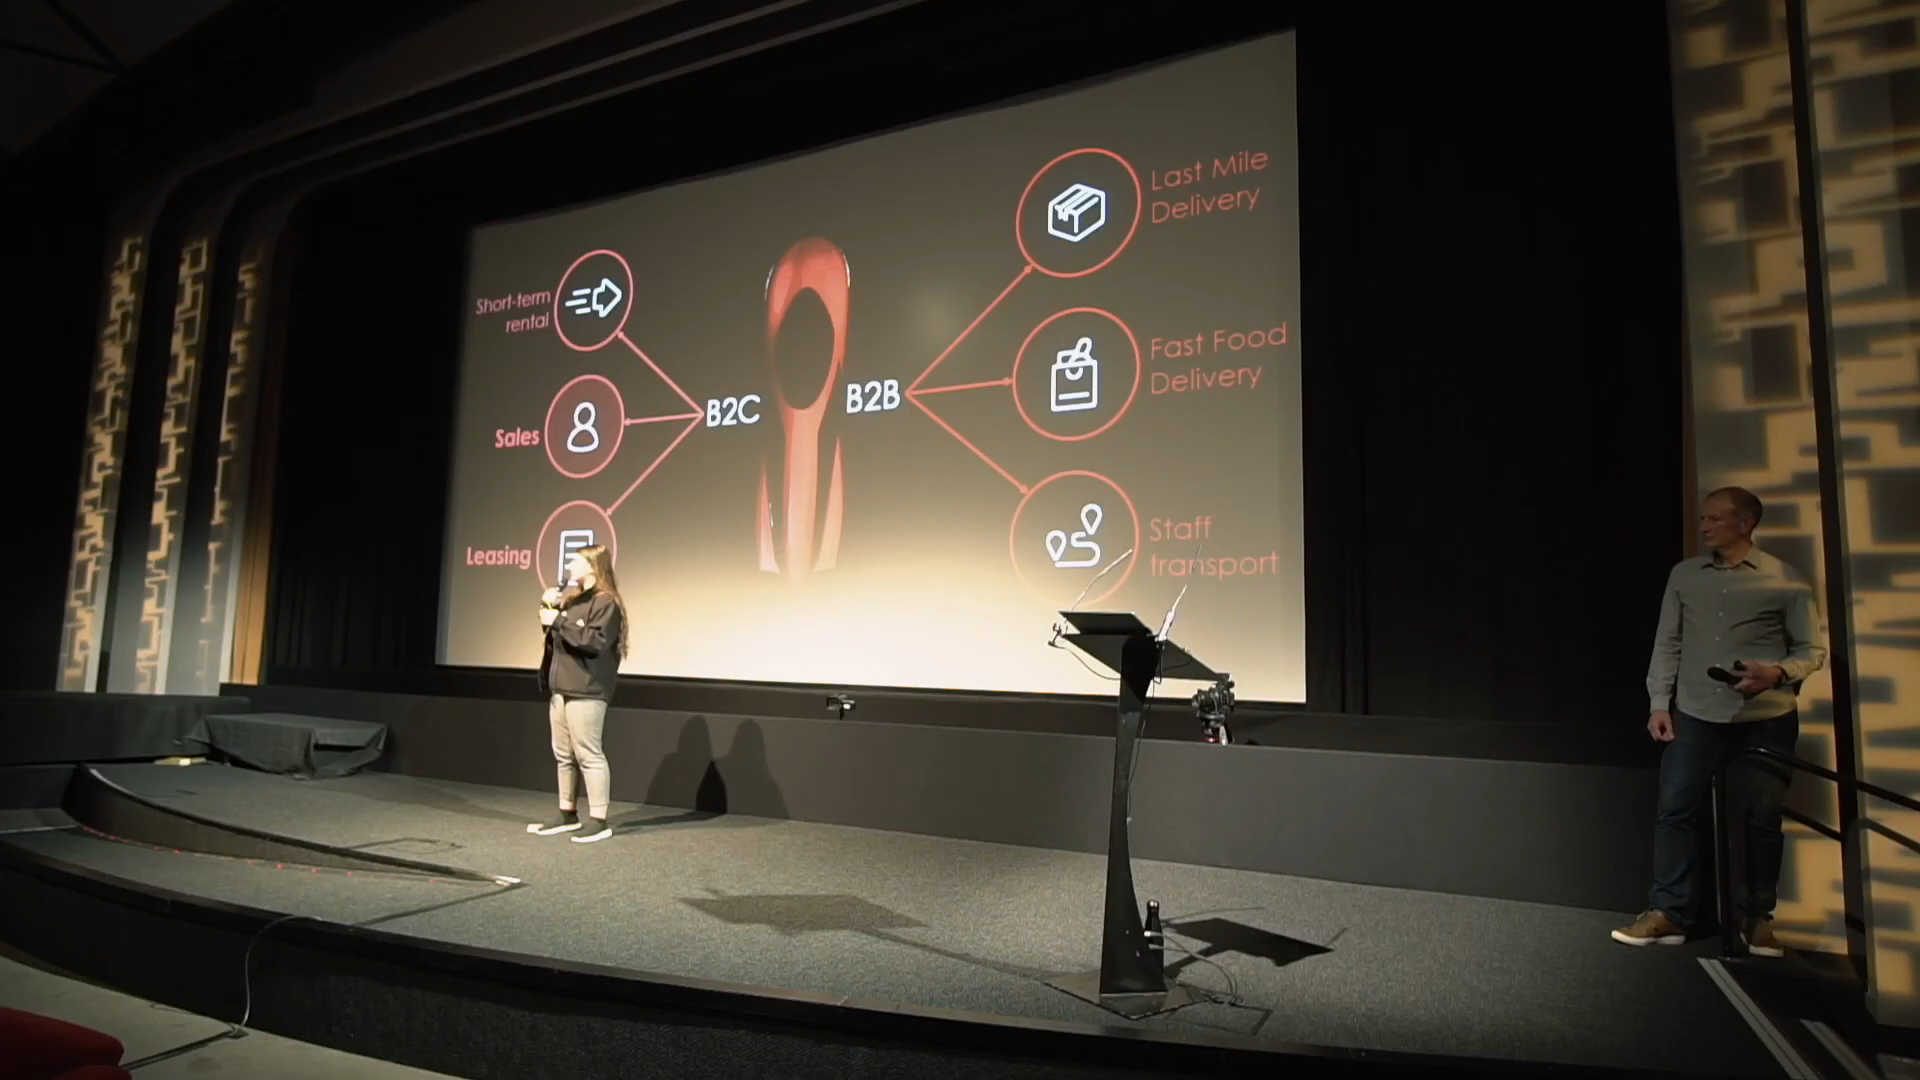 Short-term
rental
Sales
Leasing
B2C
B2B
Last Mile
Delivery
Fast Food
Delivery
Staff
transport